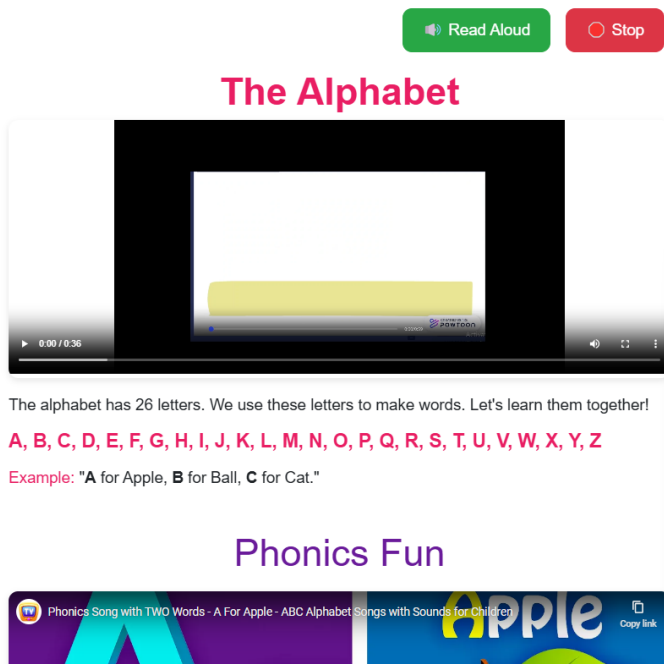 Read Aloud
Stop
The Alphabet
POWTOON
0:00 / 0:36
The alphabet has 26 letters. We use these letters to make words. Let's learn them together!
A, B, C, D, E, F, G, H, I, J, K, L, M, N, O, P, Q, R, S, T, U, V, W, X, Y, Z
Example: "A for Apple, B for Ball, C for Cat."
Phonics Fun
TV
Phonics Song with TWO Words - A For Apple - ABC Alphabet Songs with Sounds for Children
Apple
Copy link